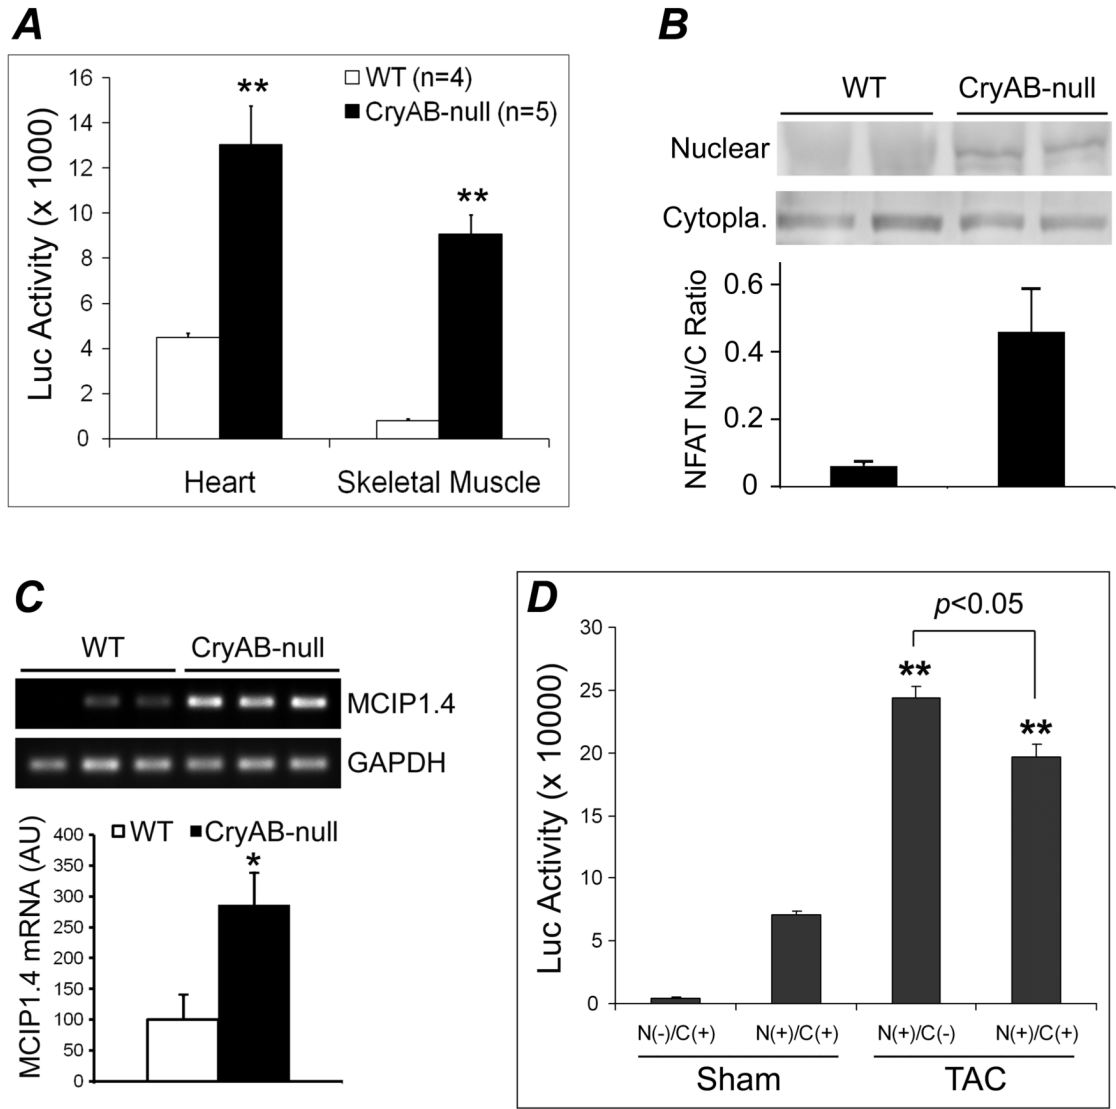 A
WT (n=4)
CryAB-null (n=5)
Luc Activity (x 1000)
16
14
12
10
8
6
4
2
0
**
**
Heart
Skeletal Muscle
B
WT
CryAB-null
Nuclear
Cytopla.
NFAT Nu/C Ratio
0.6
0.4
0.2
0
C
WT
CryAB-null
MCIP1.4
GAPDH
WT
CryAB-null
MCIP1.4 mRNA (AU)
400
350
300
250
200
150
100
50
0
*
D
p<0.05
Luc Activity (x 10000)
30
25
20
15
10
5
0
**
**
N(-)/C(+)
N(+)/C(+)
N(+)/C(-)
N(+)/C(+)
Sham
TAC